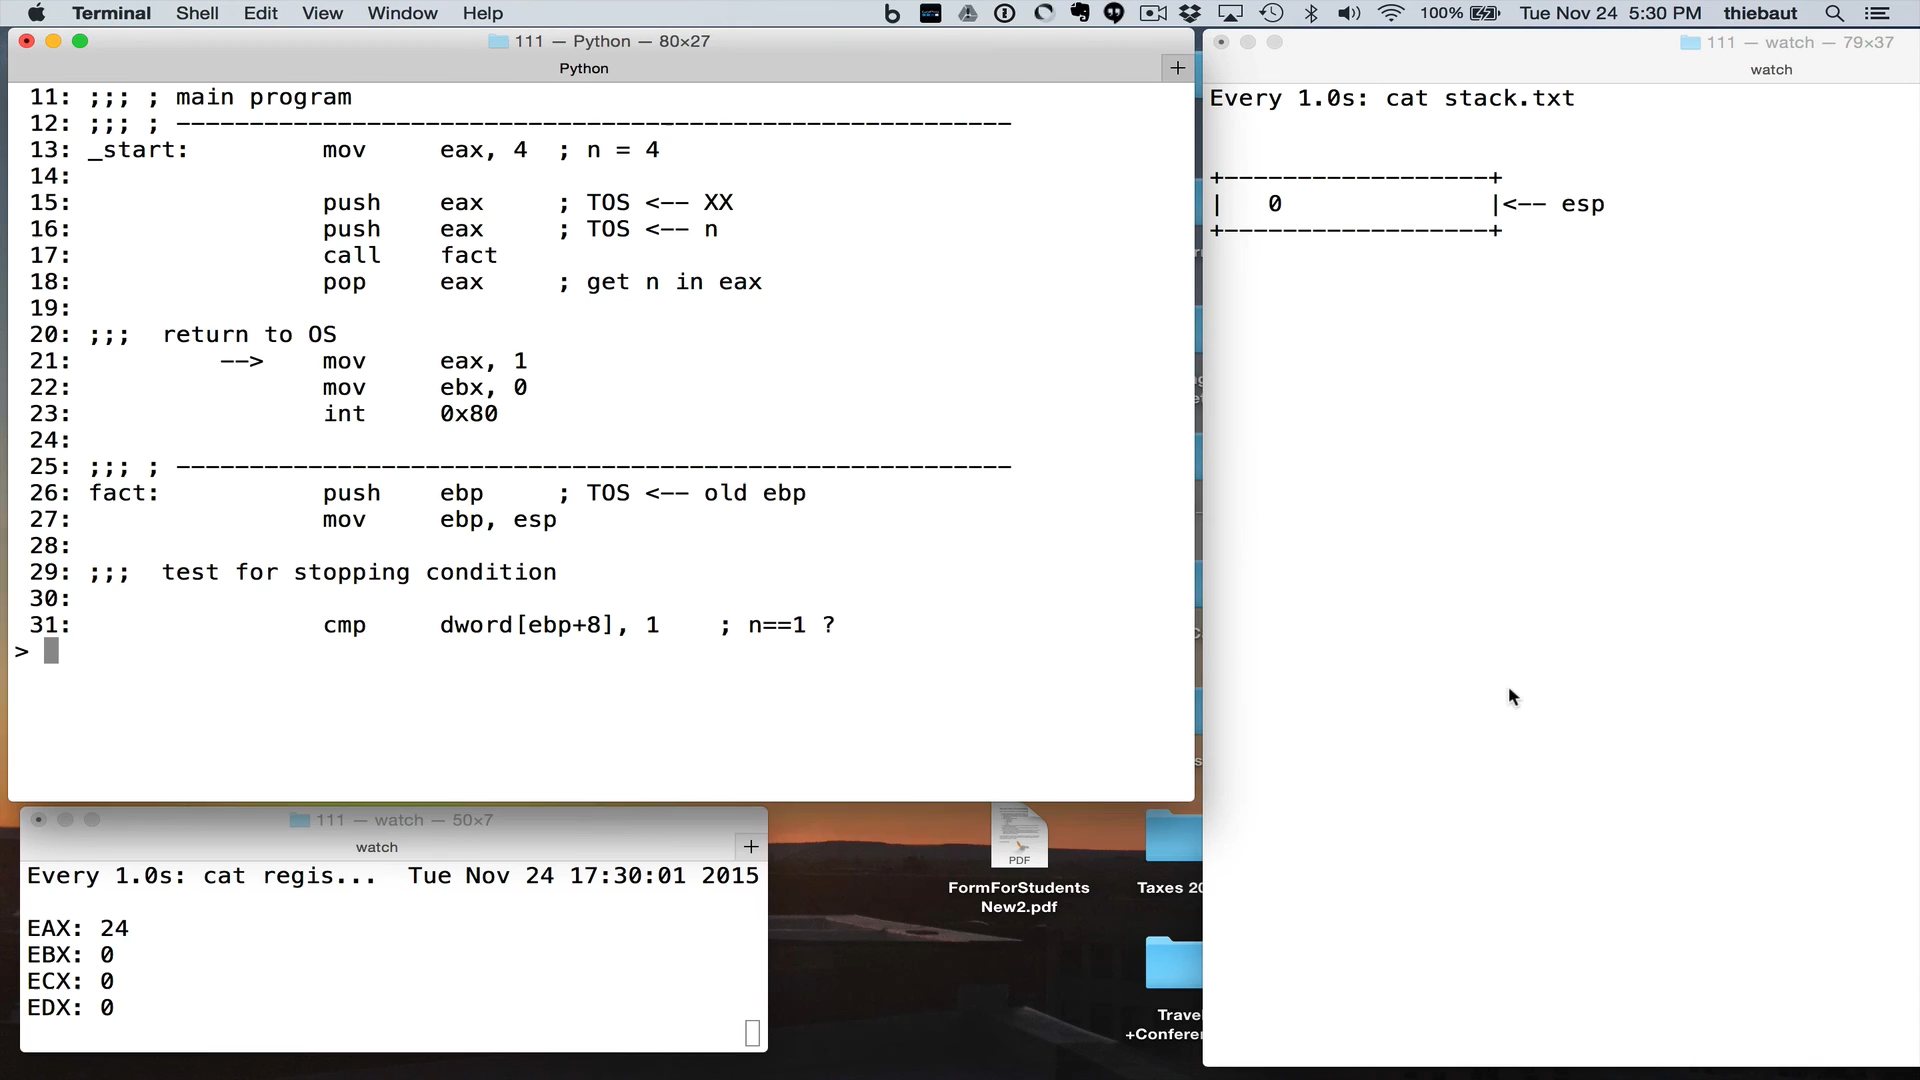 Terminal Shell Edit View Window Help 100% Tue Nov 24 5:30 PM thiebaut
111 — Python — 80×27
Python
11: ;;; ; main program
12: ;;; ; ---------------------------------------------------------
13: _start: mov eax, 4 ; n = 4
14:
15: push eax ; TOS <-- XX
16: push eax ; TOS <-- n
17: call fact
18: pop eax ; get n in eax
19:
20: ;;; return to OS
21: --> mov eax, 1
22: mov ebx, 0
23: int 0x80
24:
25: ;;; ; ---------------------------------------------------------
26: fact: push ebp ; TOS <-- old ebp
27: mov ebp, esp
28:
29: ;;; test for stopping condition
30:
31: cmp dword[ebp+8], 1 ; n==1 ?
>
111 — watch — 79×37
watch
Every 1.0s: cat stack.txt
+------------------+
| 0 |<-- esp
+------------------+
111 — watch — 50×7
watch
Every 1.0s: cat regis... Tue Nov 24 17:30:01 2015
EAX: 24
EBX: 0
ECX: 0
EDX: 0
PDF
FormForStudents
New2.pdf
Taxes 20
Travel
+Conferen